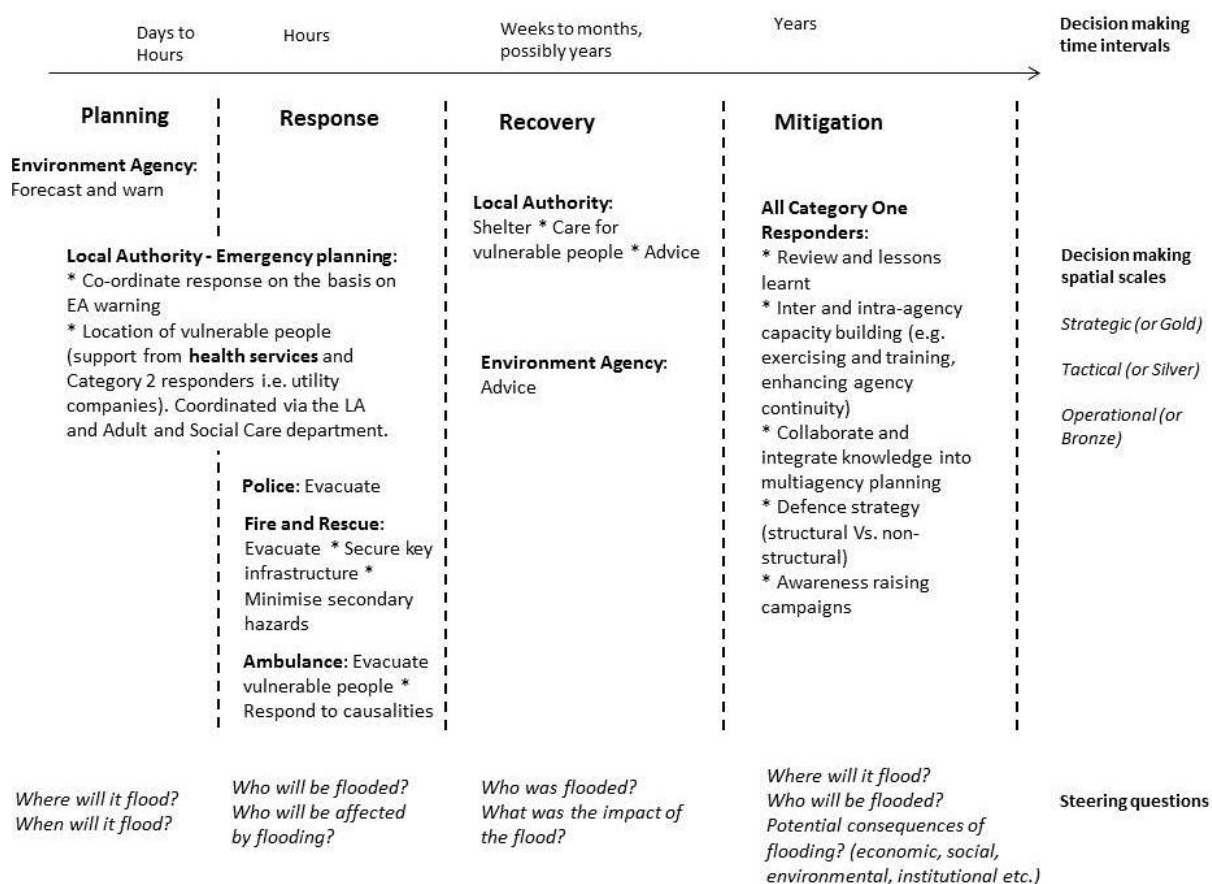 Days to
Hours
Hours
Weeks to months,
possibly years
Years
Decision making
time intervals
Planning
Response
Recovery
Mitigation
Environment Agency:
Forecast and warn
Local Authority - Emergency planning:
* Co-ordinate response on the basis on
EA warning
* Location of vulnerable people
(support from health services and
Category 2 responders i.e. utility
companies). Coordinated via the LA
and Adult and Social Care department.
Police: Evacuate
Fire and Rescue:
Evacuate * Secure key
infrastructure *
Minimise secondary
hazards
Ambulance: Evacuate
vulnerable people *
Respond to causalities
Local Authority:
Shelter * Care for
vulnerable people * Advice
Environment Agency:
Advice
All Category One
Responders:
* Review and lessons
learnt
* Inter and intra-agency
capacity building (e.g.
exercising and training,
enhancing agency
continuity)
* Collaborate and
integrate knowledge into
multiagency planning
* Defence strategy
(structural Vs. non-
structural)
* Awareness raising
campaigns
Decision making
spatial scales
Strategic (or Gold)
Tactical (or Silver)
Operational (or
Bronze)
Where will it flood?
When will it flood?
Who will be flooded?
Who will be affected
by flooding?
Who was flooded?
What was the impact of
the flood?
Where will it flood?
Who will be flooded?
Potential consequences of
flooding? (economic, social,
environmental, institutional etc.)
Steering questions